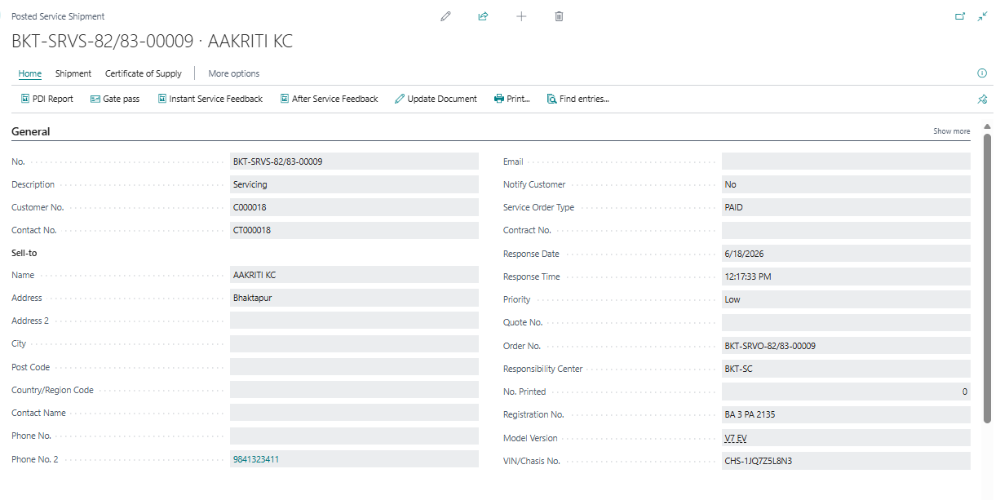 Posted Service Shipment
BKT-SRVS-82/83-00009 · AAKRITI KC
Home Shipment Certificate of Supply More options
PDI Report Gate pass Instant Service Feedback After Service Feedback Update Document Print... Find entries...
General Show more
No. BKT-SRVS-82/83-00009
Description Servicing
Customer No. C000018
Contact No. CT000018
Sell-to
Name AAKRITI KC
Address Bhaktapur
Address 2
City
Post Code
Country/Region Code
Contact Name
Phone No.
Phone No. 2 9841323411
Email
Notify Customer No
Service Order Type PAID
Contract No.
Response Date 6/18/2026
Response Time 12:17:33 PM
Priority Low
Quote No.
Order No. BKT-SRVO-82/83-00009
Responsibility Center BKT-SC
No. Printed 0
Registration No. BA 3 PA 2135
Model Version V7 EV
VIN/Chasis No. CHS-1JQ7Z5L8N3